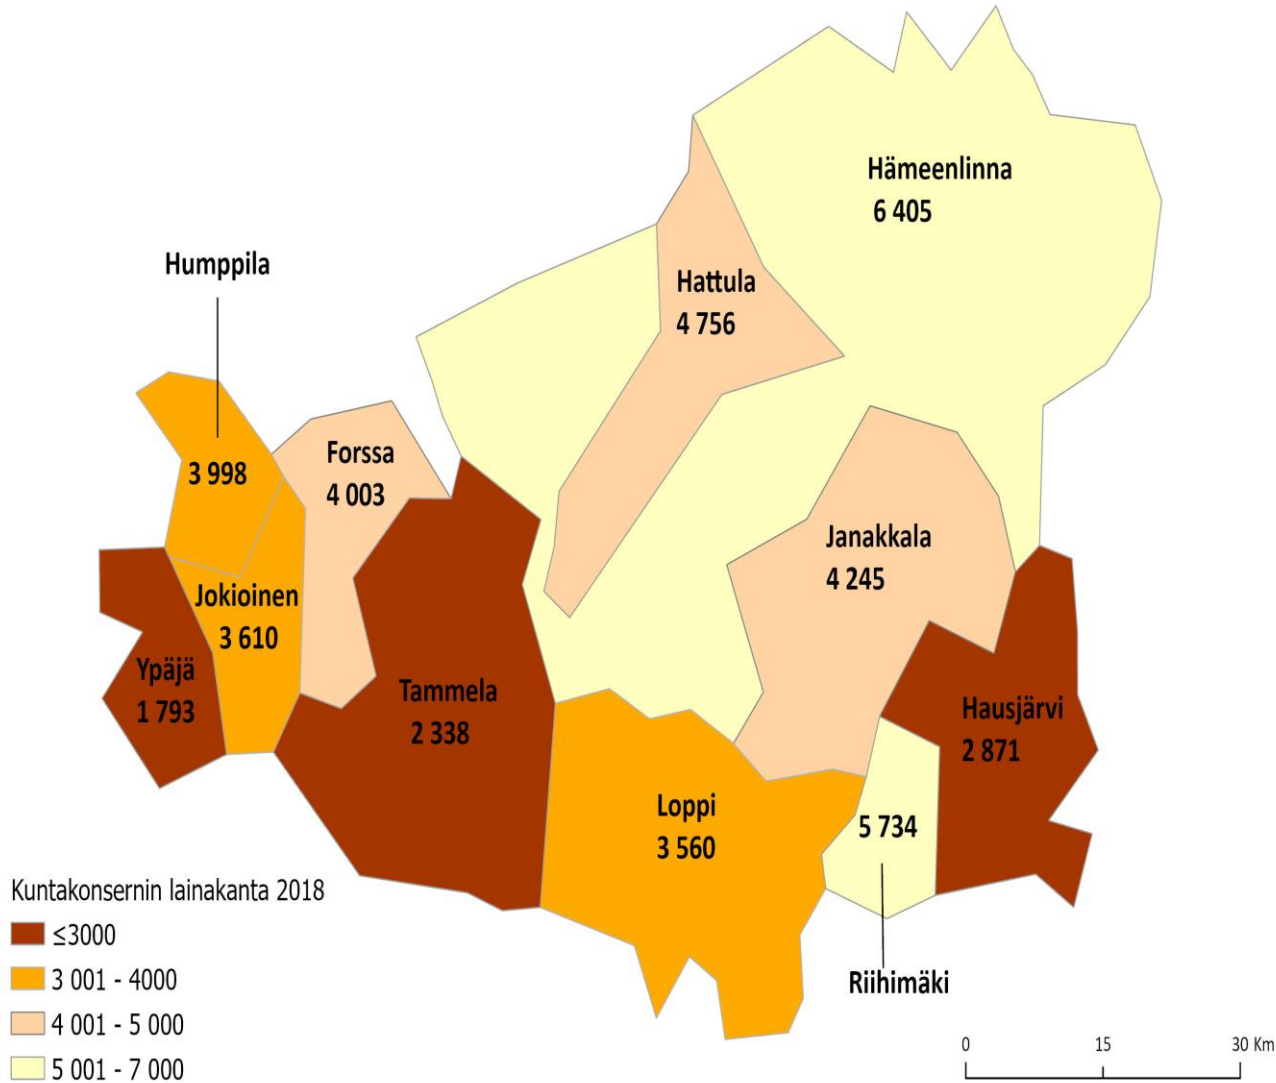 Hämeenlinna
6 405
Humppila
Hattula
4 756
Forssa
4 003
3 998
Janakkala
4 245
Jokioinen
3 610
Ypäjä
1 793
Tammela
2 338
Hausjärvi
2 871
Loppi
3 560
5 734
Riihimäki
Kuntakonsernin lainakanta 2018
≤3000
3 001 - 4000
4 001 - 5 000
5 001 - 7 000
0 15 30 Km